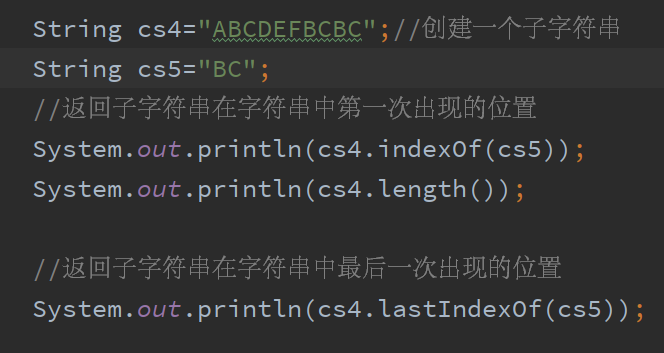 String cs4="ABCDEFBCBC";//创建一个子字符串
String cs5="BC";
//返回子字符串在字符串中第一次出现的位置
System.out.println(cs4.indexOf(cs5));
System.out.println(cs4.length());
//返回子字符串在字符串中最后一次出现的位置
System.out.println(cs4.lastIndexOf(cs5));